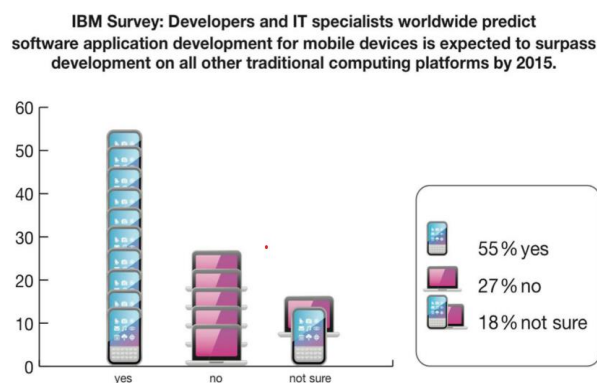 IBM Survey: Developers and IT specialists worldwide predict
software application development for mobile devices is expected to surpass
development on all other traditional computing platforms by 2015.
60
50
40
30
20
10
0
yes
no
not sure
55% yes
27% no
18% not sure